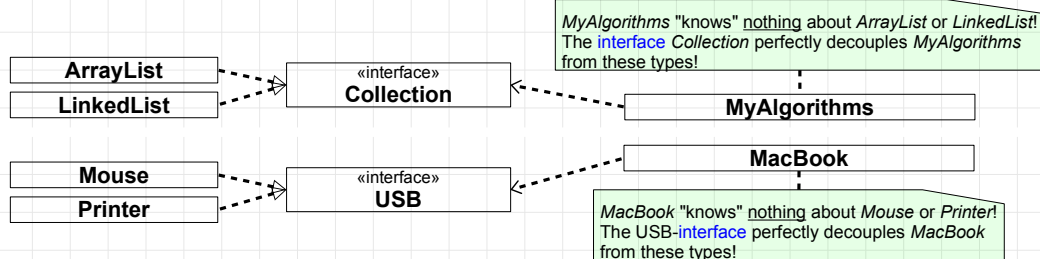 MyAlgorithms "knows" nothing about ArrayList or LinkedList!
The interface Collection perfectly decouples MyAlgorithms
from these types!
ArrayList
LinkedList
«interface»
Collection
MyAlgorithms
Mouse
Printer
«interface»
USB
MacBook
MacBook "knows" nothing about Mouse or Printer!
The USB-interface perfectly decouples MacBook
from these types!